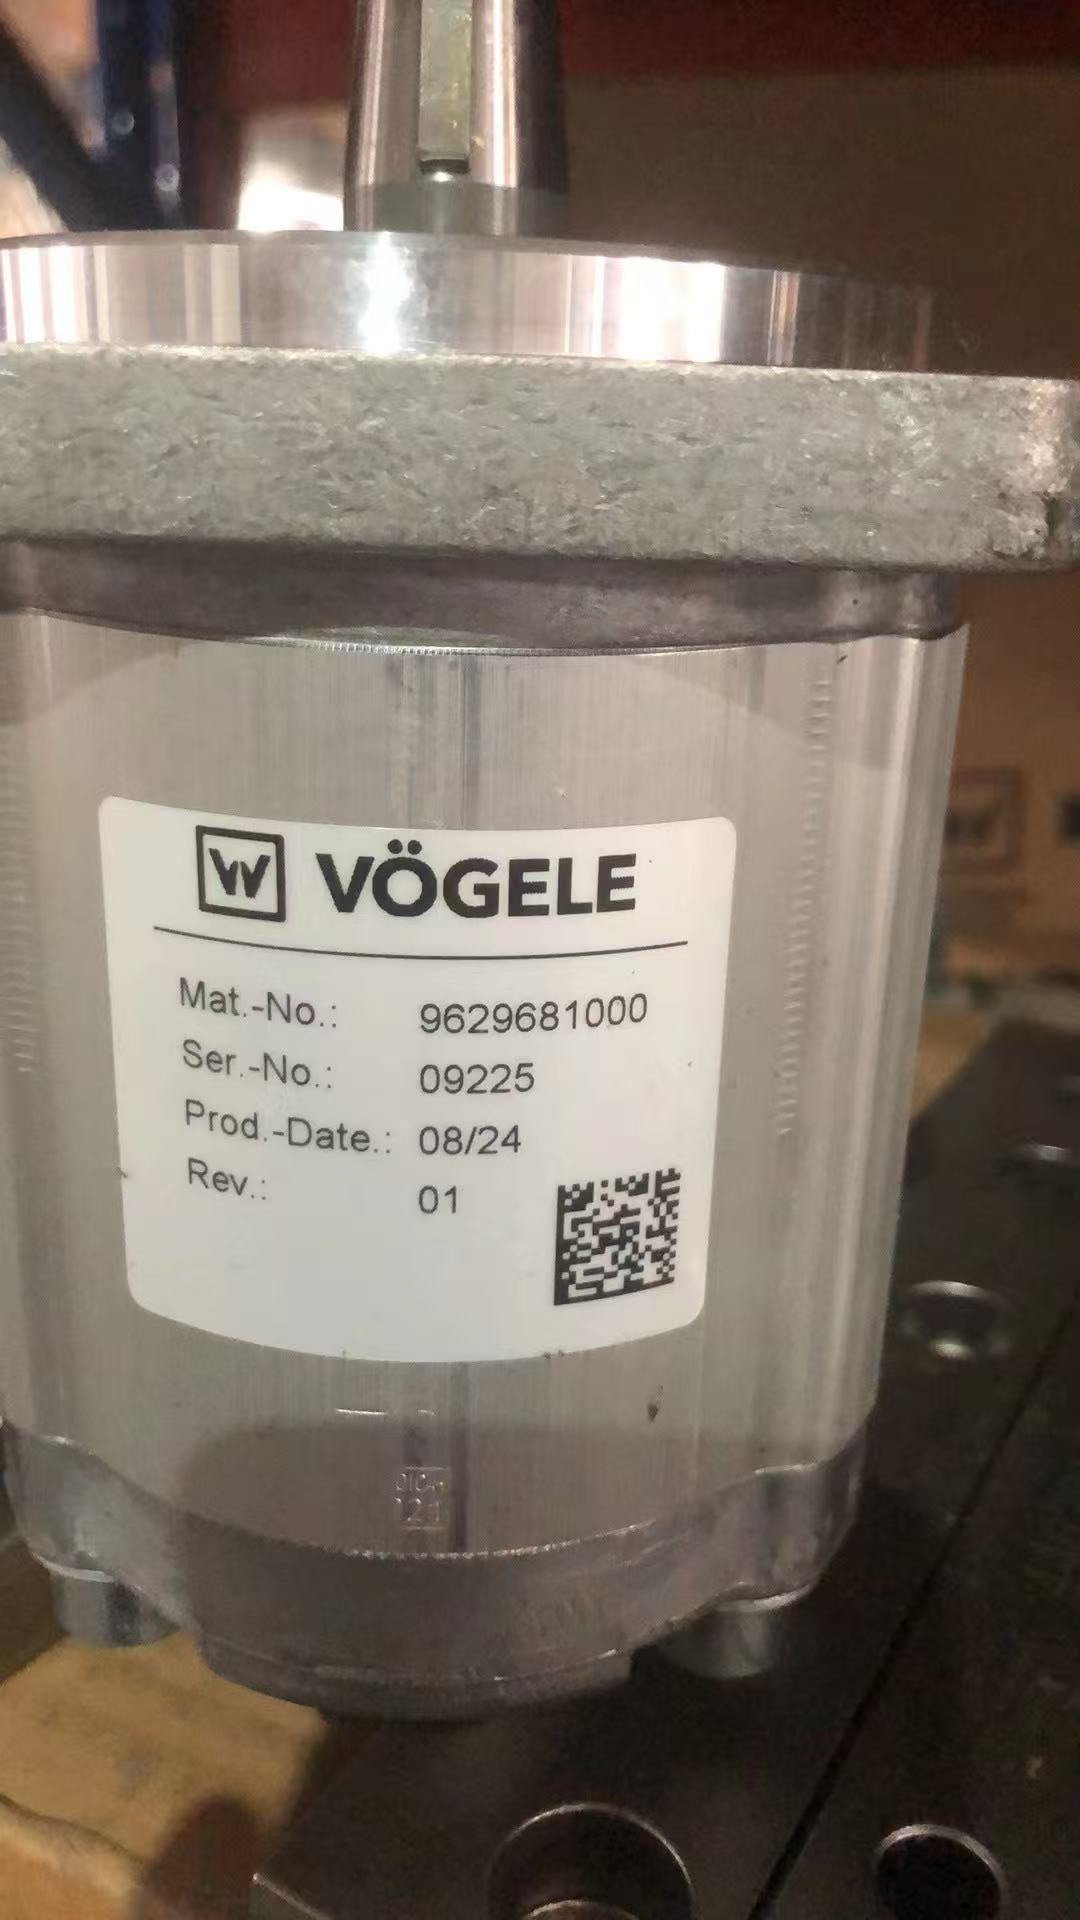 VÖGELE
Mat.-No.: 9629681000
Ser.-No.: 09225
Prod.-Date.: 08/24
Rev.: 01